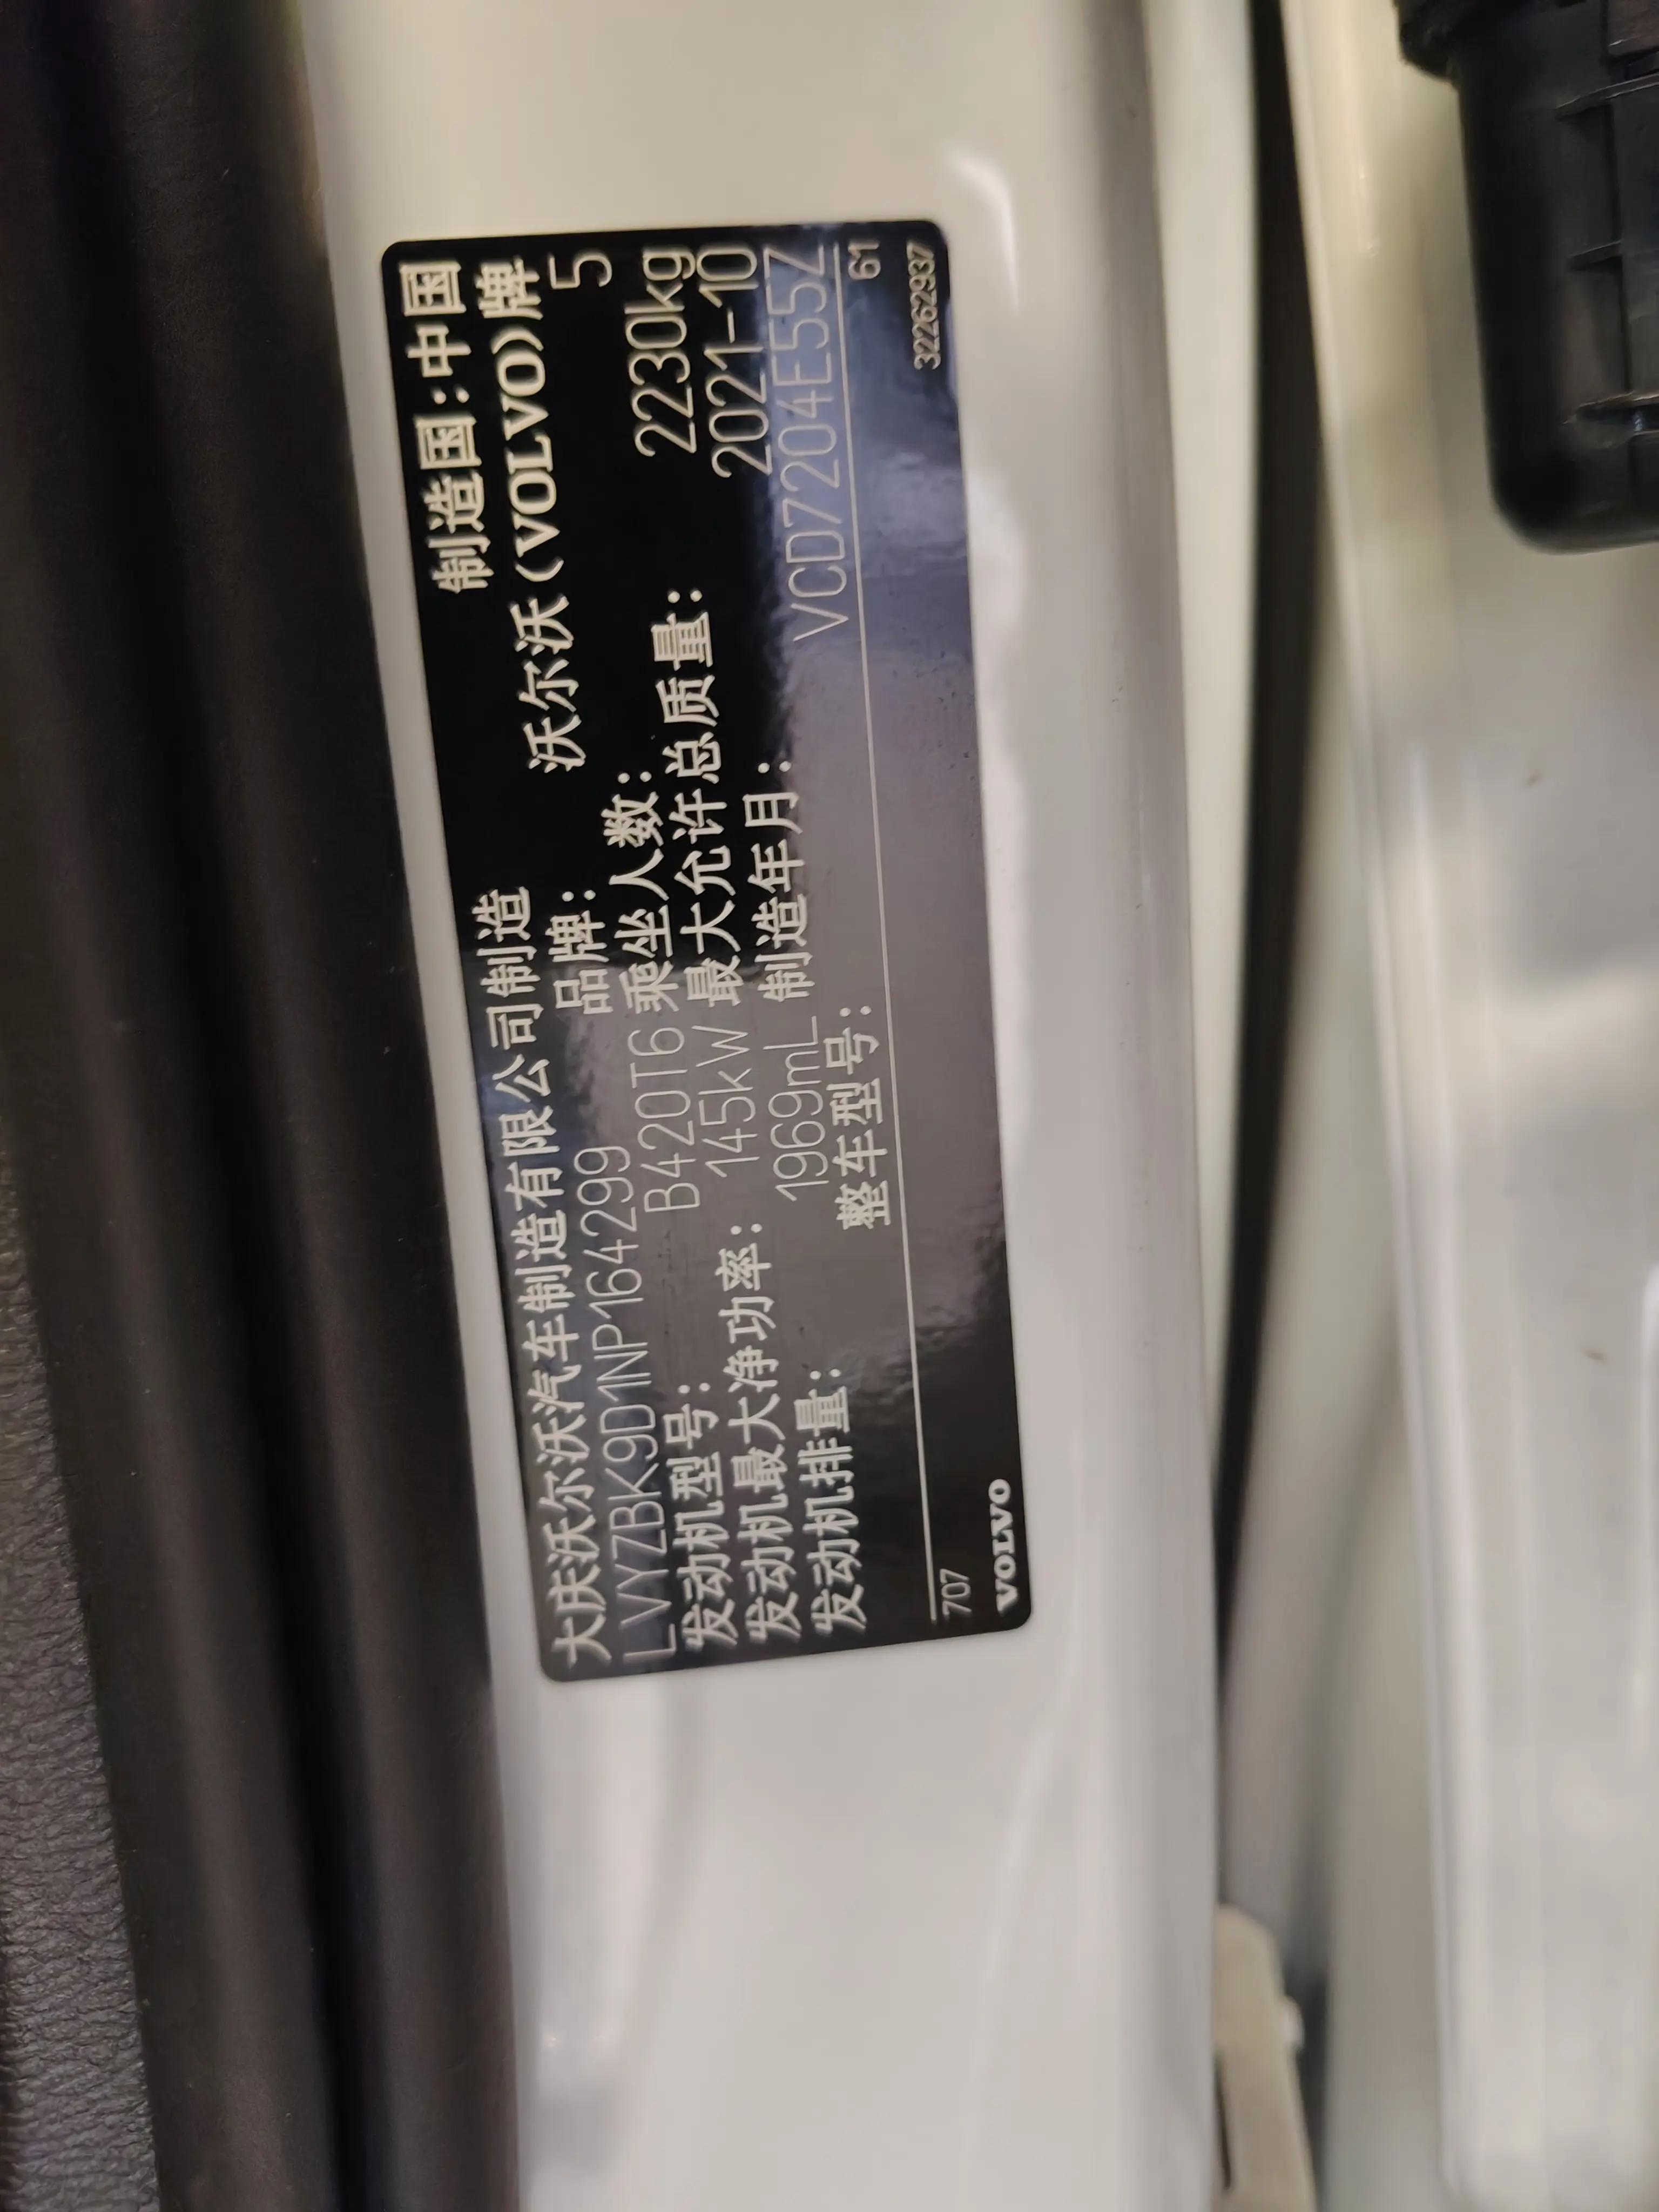 大庆沃尔沃汽车制造有限公司制造 制造国:中国
LVYZBK9D1NP164299 品牌: 沃尔沃(VOLVO)牌
发动机型号: B420T6 乘坐人数: 5
发动机最大净功率: 145kW 最大允许总质量: 2230kg
发动机排量: 1969mL 制造年月: 2021-10
整车型号: VCD7204E55Z
707 61
VOLVO 32262937